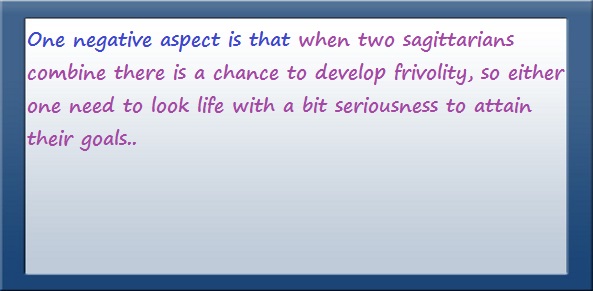 One negative aspect is that when two sagittarians
combine there is a chance to develop frivolity, so either
one need to look life with a bit seriousness to attain
their goals..